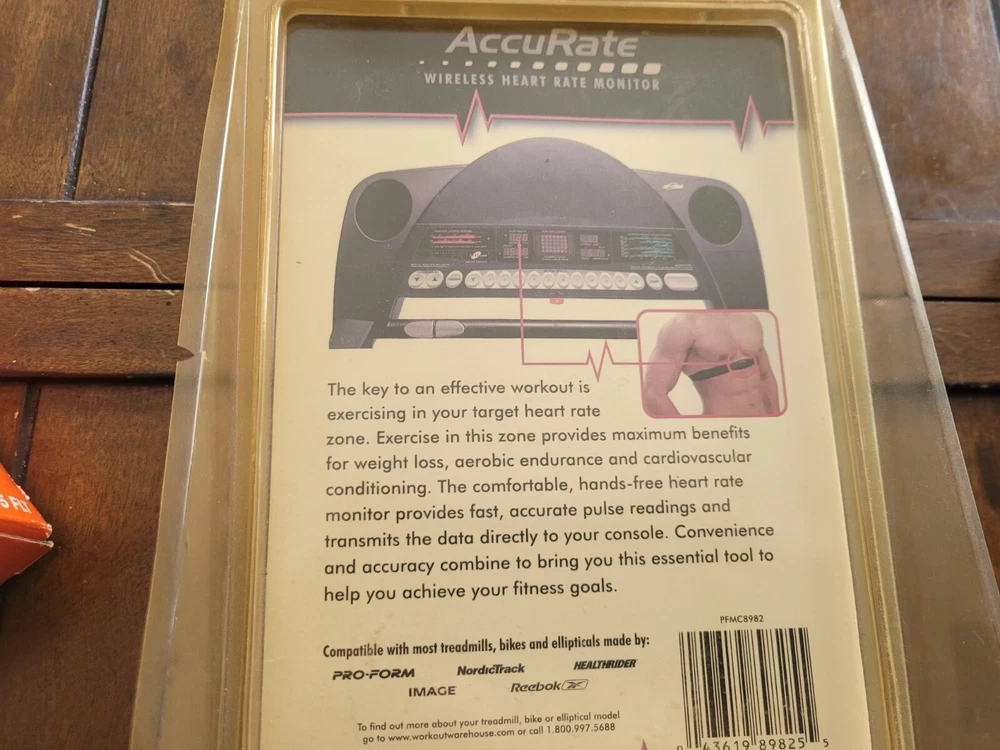 AccuRate
WIRELESS HEART RATE MONITOR
The key to an effective workout is
exercising in your target heart rate
zone. Exercise in this zone provides maximum benefits
for weight loss, aerobic endurance and cardiovascular
conditioning. The comfortable, hands-free heart rate
monitor provides fast, accurate pulse readings and
transmits the data directly to your console. Convenience
and accuracy combine to bring you this essential tool to
help you achieve your fitness goals.
PFMC8982
Compatible with most treadmills, bikes and ellipticals made by:
PRO-FORM NordicTrack HEALTHRIDER
IMAGE Reebok
To find out more about your treadmill, bike or elliptical model
go to www.workoutwarehouse.com or call 1.800.997.5688
0 43619 89825 5
5 FL